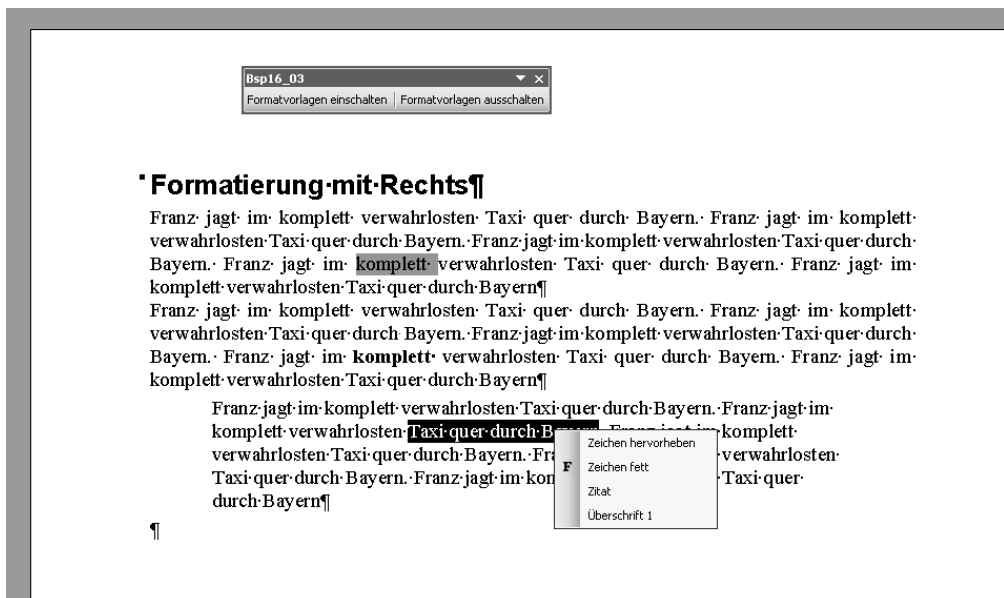 Bsp16_03
Formatvorlagen einschalten | Formatvorlagen ausschalten
Formatierung·mit·Rechts¶
Franz· jagt· im· komplett· verwahrlosten· Taxi· quer· durch· Bayern.· Franz· jagt· im· komplett·
verwahrlosten·Taxi·quer·durch·Bayern.·Franz·jagt·im·komplett·verwahrlosten·Taxi·quer·durch·
Bayern.· Franz· jagt· im· komplett· verwahrlosten· Taxi· quer· durch· Bayern.· Franz· jagt· im·
komplett·verwahrlosten·Taxi·quer·durch·Bayern¶
Franz· jagt· im· komplett· verwahrlosten· Taxi· quer· durch· Bayern.· Franz· jagt· im· komplett·
verwahrlosten·Taxi·quer·durch·Bayern.·Franz·jagt·im·komplett·verwahrlosten·Taxi·quer·durch·
Bayern.· Franz· jagt· im· komplett· verwahrlosten· Taxi· quer· durch· Bayern.· Franz· jagt· im·
komplett·verwahrlosten·Taxi·quer·durch·Bayern¶
Franz·jagt·im·komplett·verwahrlosten·Taxi·quer·durch·Bayern.·Franz·jagt·im·
komplett·verwahrlosten·Taxi·quer·durch·Bayern.·Franz·jagt·im·komplett·
verwahrlosten·Taxi·quer·durch·Bayern.·Fra verwahrlosten·
Taxi·quer·durch·Bayern.·Franz·jagt·im·kom Taxi·quer·
durch·Bayern¶
¶
Zeichen hervorheben
F Zeichen fett
Zitat
Überschrift 1